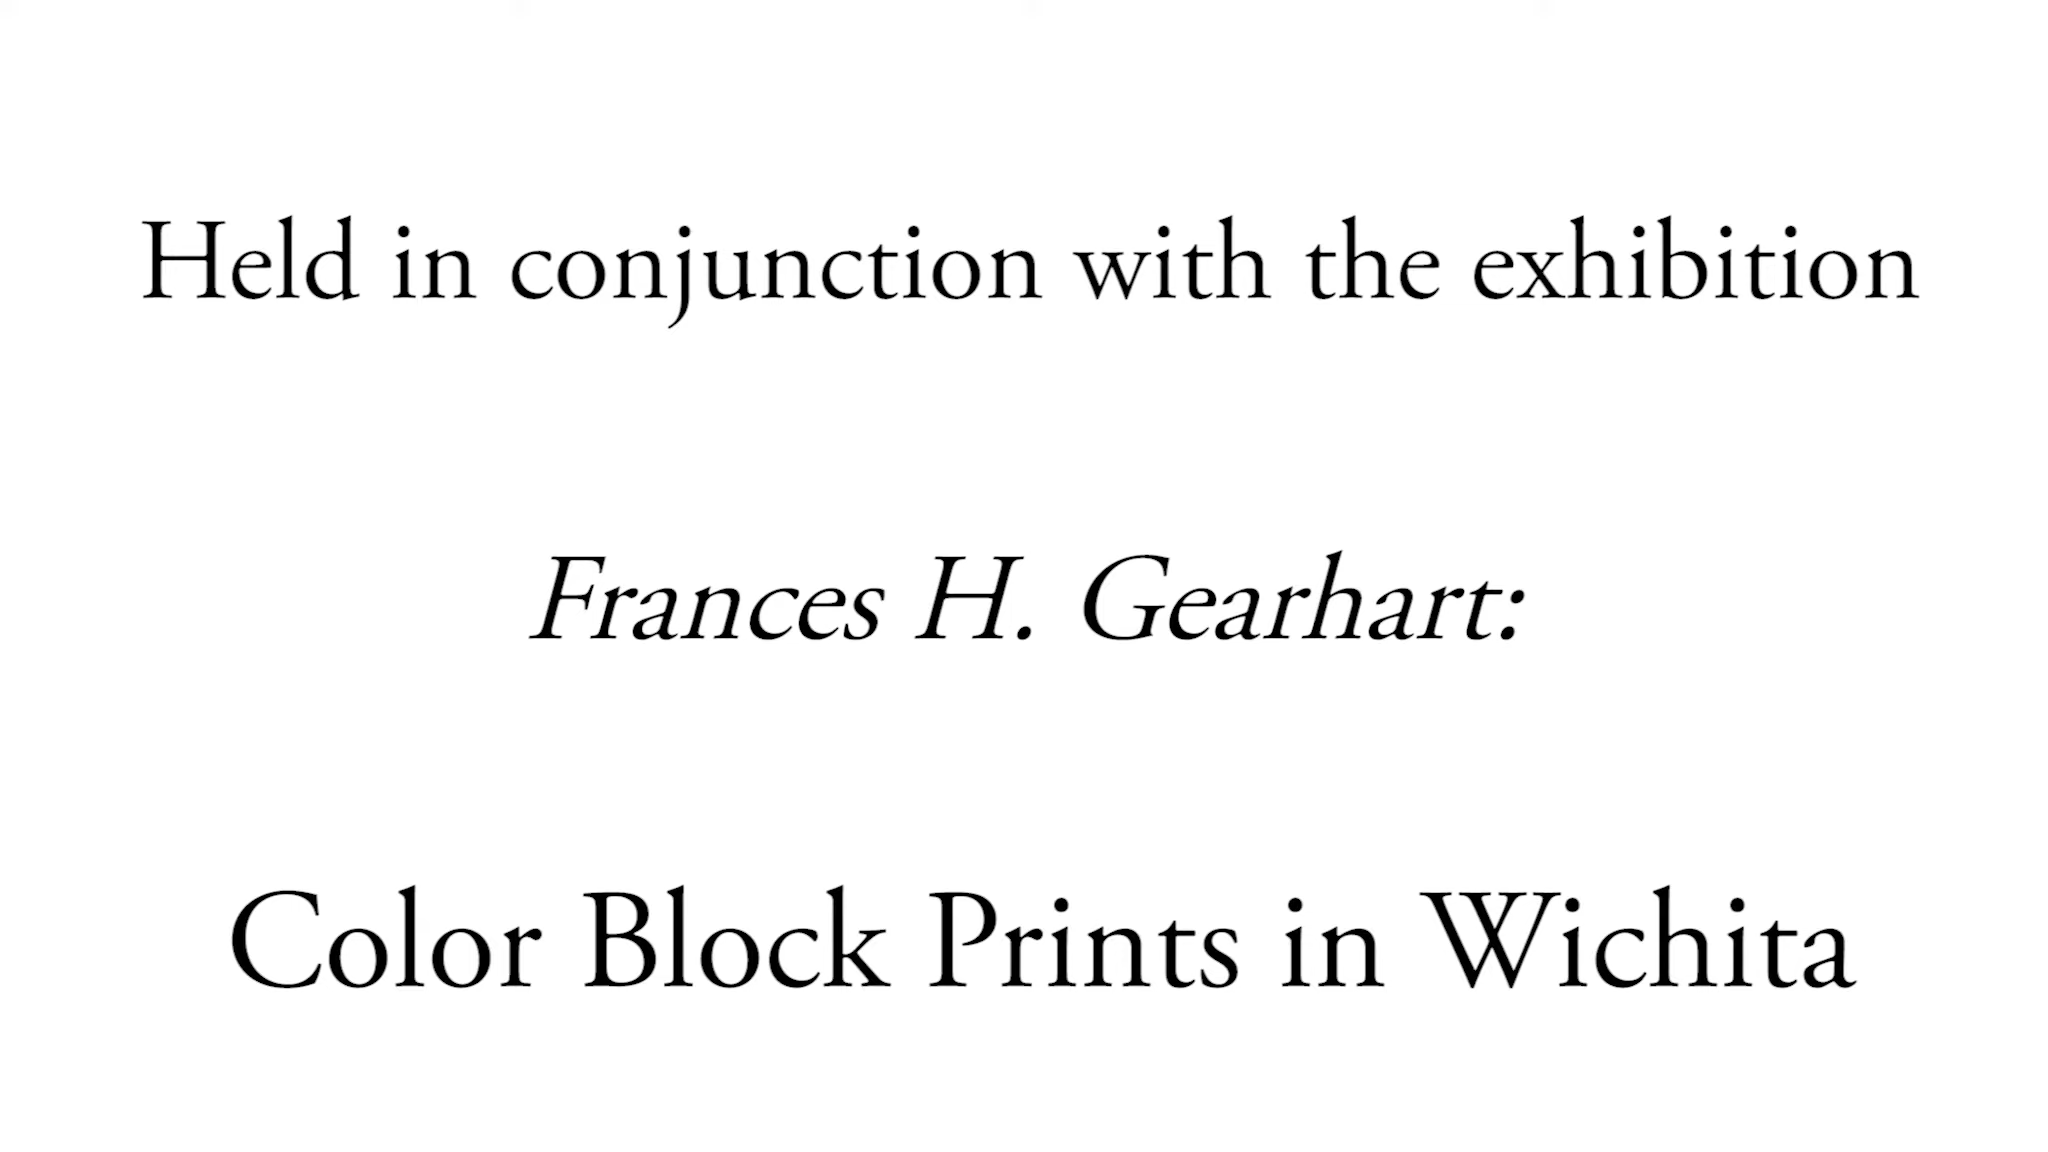 Held in conjunction with the exhibition
Frances H. Gearhart:
Color Block Prints in Wichita